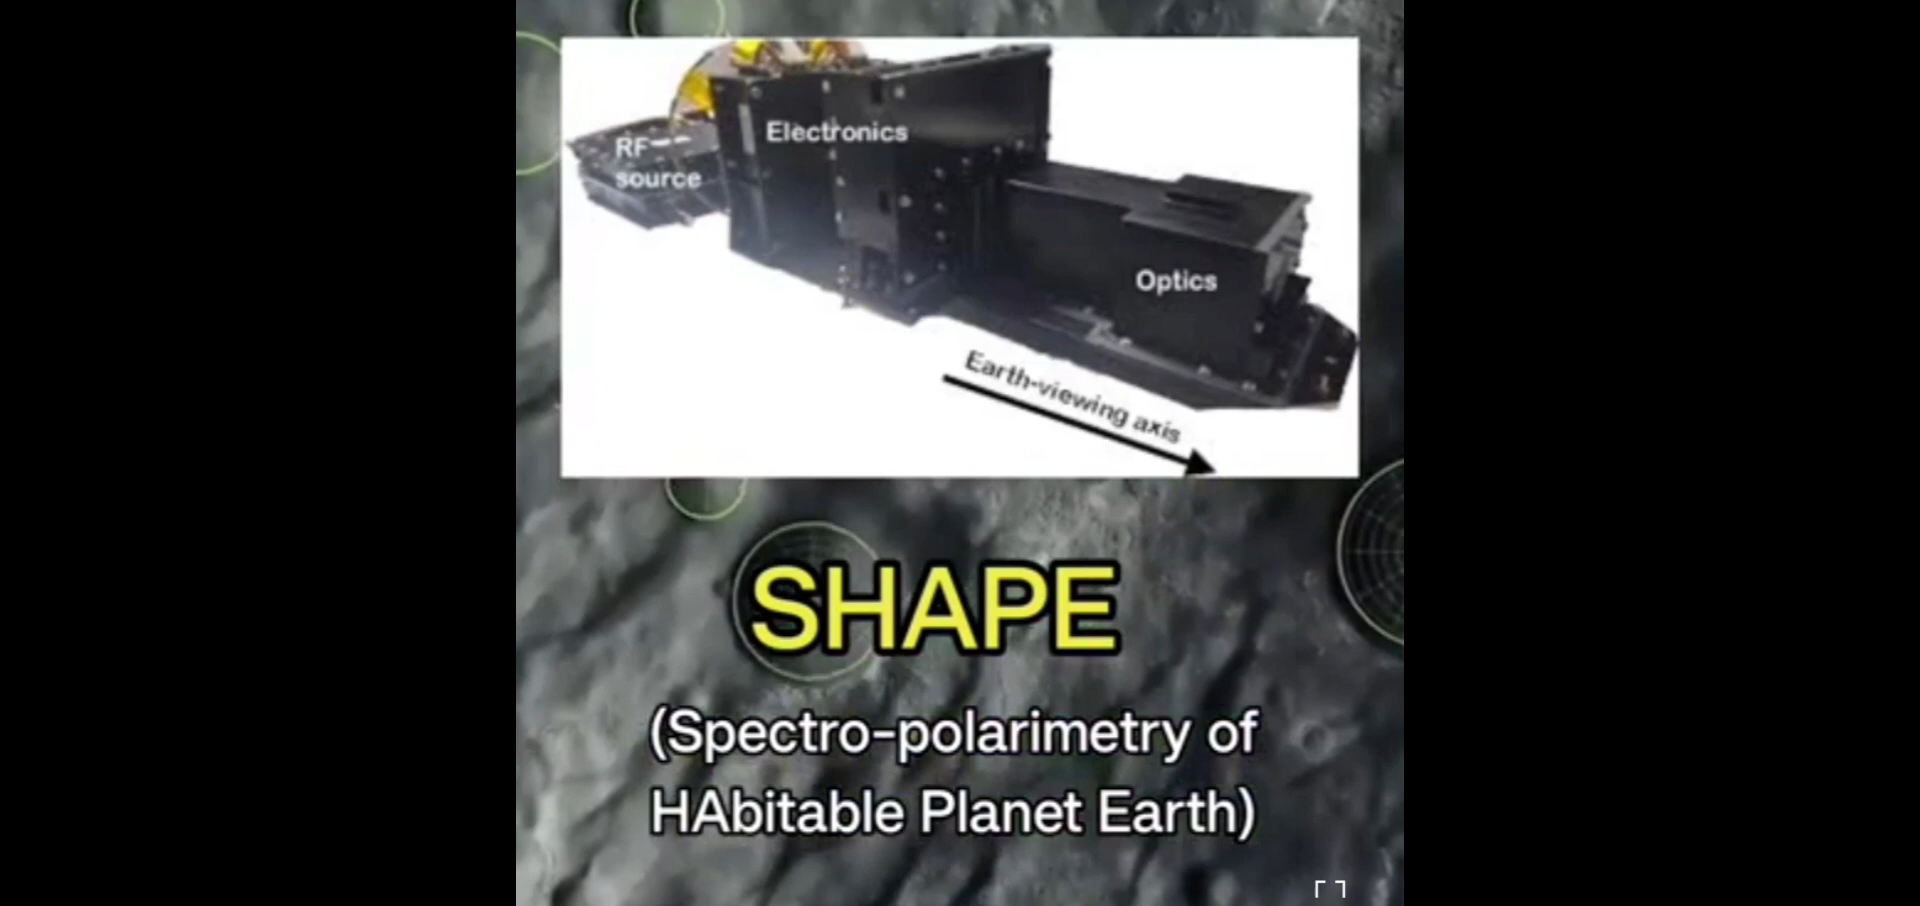 RF
source
Electronics
Optics
Earth-viewing axis
SHAPE
(Spectro-polarimetry of
HAbitable Planet Earth)